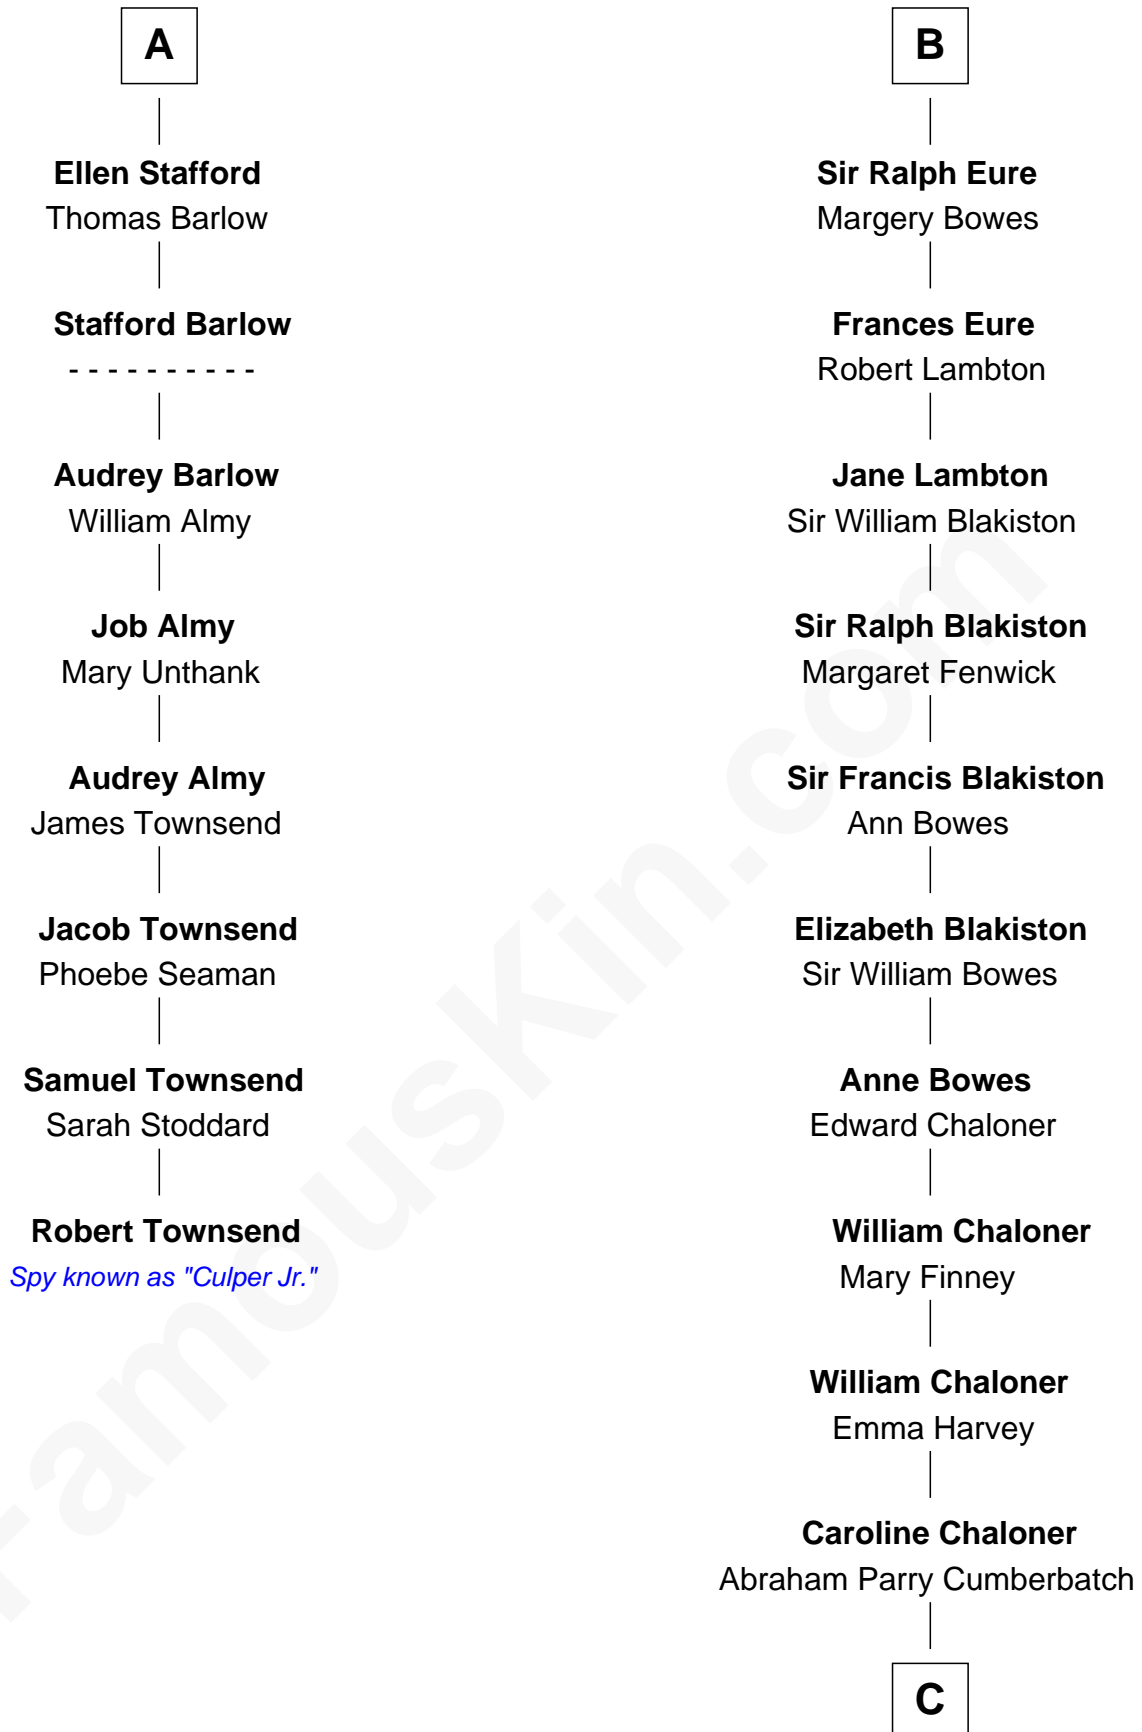 A
Ellen Stafford
Thomas Barlow
Stafford Barlow
- - - - - - - - - -
Audrey Barlow
William Almy
Job Almy
Mary Unthank
Audrey Almy
James Townsend
Jacob Townsend
Phoebe Seaman
Samuel Townsend
Sarah Stoddard
Robert Townsend
Spy known as "Culper Jr."
B
Sir Ralph Eure
Margery Bowes
Frances Eure
Robert Lambton
Jane Lambton
Sir William Blakiston
Sir Ralph Blakiston
Margaret Fenwick
Sir Francis Blakiston
Ann Bowes
Elizabeth Blakiston
Sir William Bowes
Anne Bowes
Edward Chaloner
William Chaloner
Mary Finney
William Chaloner
Emma Harvey
Caroline Chaloner
Abraham Parry Cumberbatch
C
FamousKin.com